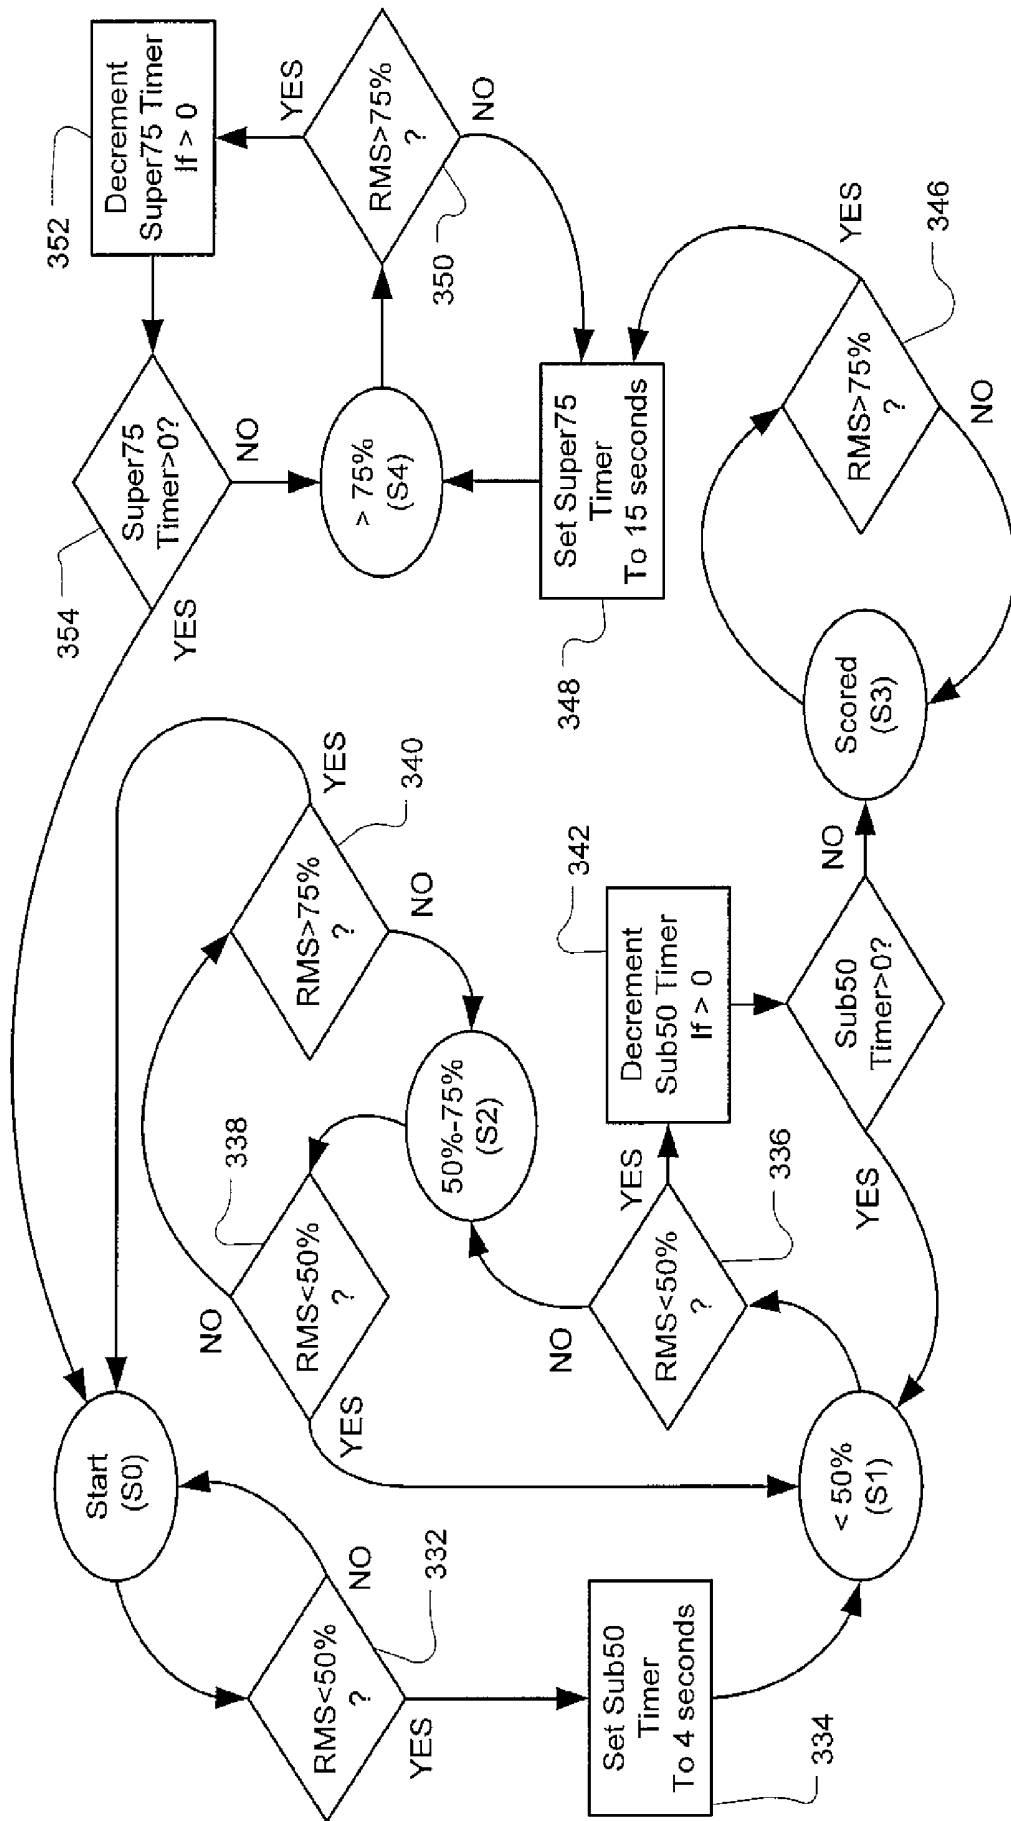 Start
(S0)
RMS<50%
?
332
NO
YES
Set Sub50
Timer
To 4 seconds
334
< 50%
(S1)
RMS<50%
?
336
NO
YES
RMS<50%
?
338
NO
YES
50%-75%
(S2)
RMS>75%
?
340
YES
NO
Decrement
Sub50 Timer
If > 0
342
Sub50
Timer>0?
YES
NO
Scored
(S3)
RMS>75%
?
346
YES
NO
Set Super75
Timer
To 15 seconds
348
> 75%
(S4)
RMS>75%
?
350
YES
NO
Decrement
Super75 Timer
If > 0
352
Super75
Timer>0?
354
YES
NO